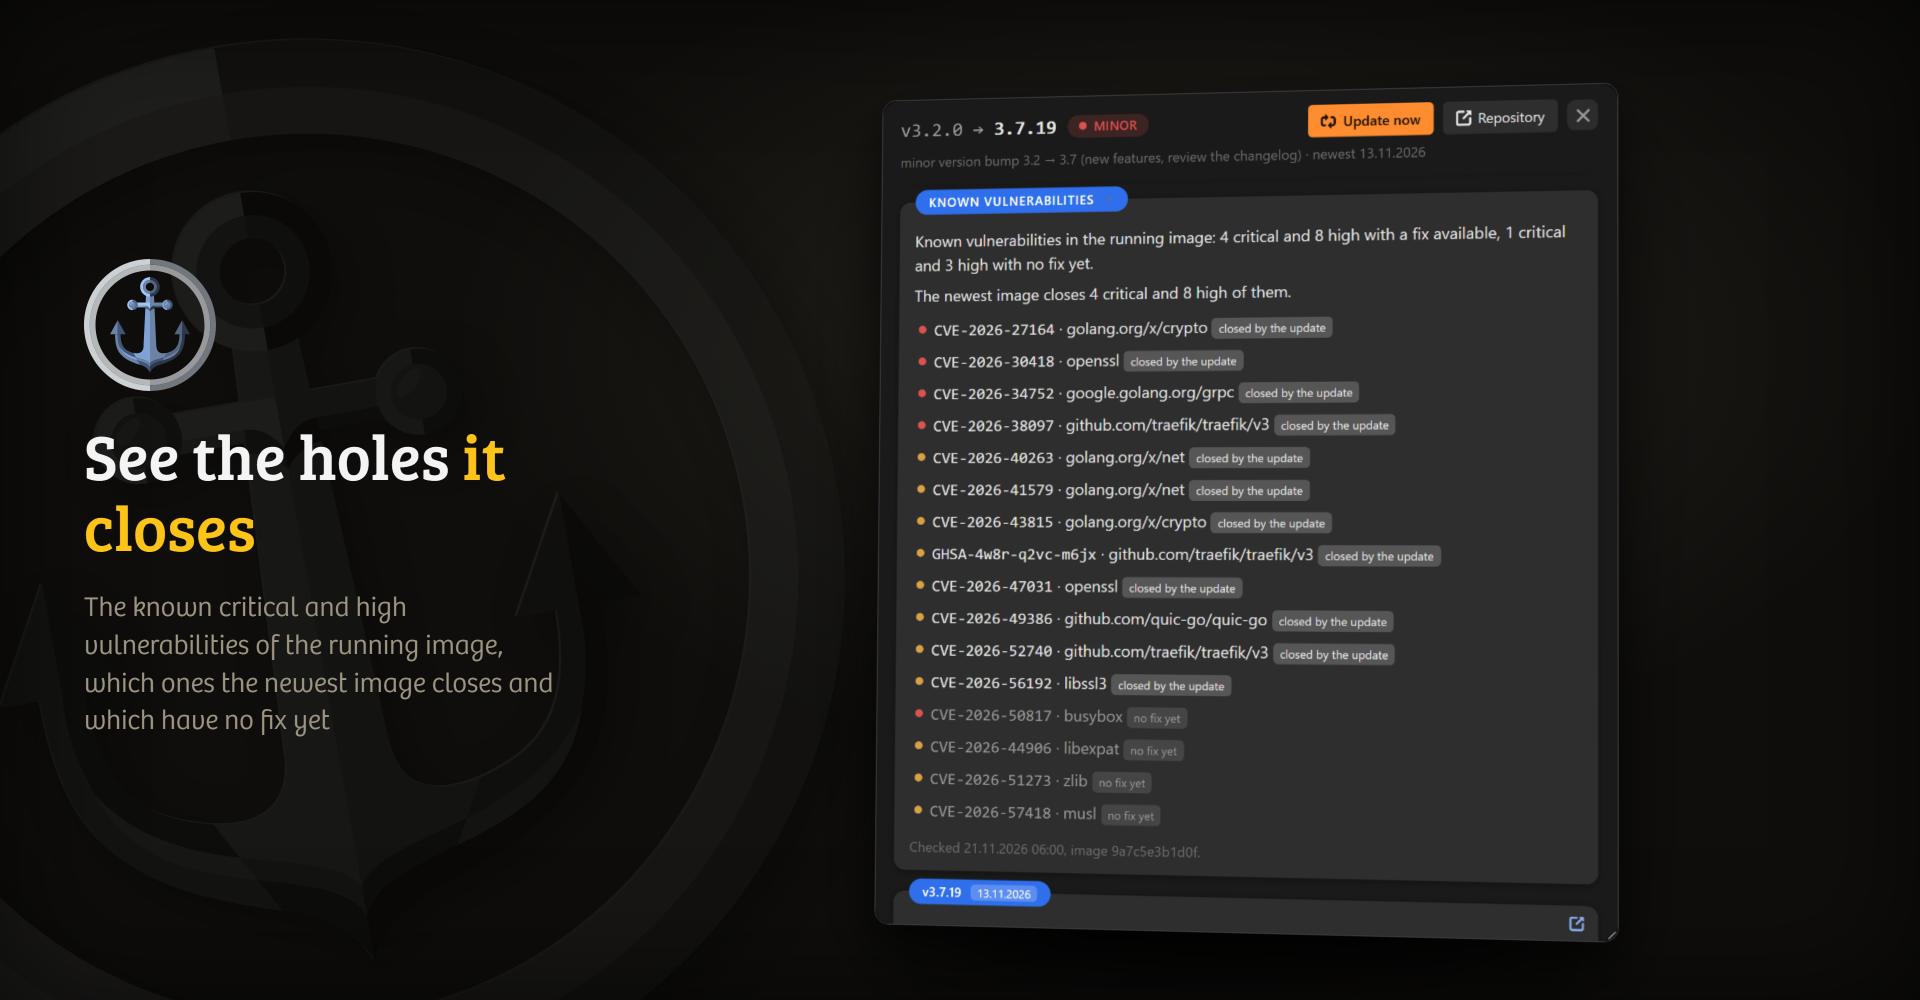 See the holes it
closes
The known critical and high
vulnerabilities of the running image,
which ones the newest image closes and
which have no fix yet
v3.2.0 → 3.7.19 MINOR
Update now
Repository
minor version bump 3.2 → 3.7 (new features, review the changelog) · newest 13.11.2026
KNOWN VULNERABILITIES
Known vulnerabilities in the running image: 4 critical and 8 high with a fix available, 1 critical
and 3 high with no fix yet.
The newest image closes 4 critical and 8 high of them.
CVE-2026-27164 · golang.org/x/crypto closed by the update
CVE-2026-30418 · openssl closed by the update
CVE-2026-34752 · google.golang.org/grpc closed by the update
CVE-2026-38097 · github.com/traefik/traefik/v3 closed by the update
CVE-2026-40263 · golang.org/x/net closed by the update
CVE-2026-41579 · golang.org/x/net closed by the update
CVE-2026-43815 · golang.org/x/crypto closed by the update
GHSA-4w8r-q2vc-m6jx · github.com/traefik/traefik/v3 closed by the update
CVE-2026-47031 · openssl closed by the update
CVE-2026-49386 · github.com/quic-go/quic-go closed by the update
CVE-2026-52740 · github.com/traefik/traefik/v3 closed by the update
CVE-2026-56192 · libssl3 closed by the update
CVE-2026-50817 · busybox no fix yet
CVE-2026-44906 · libexpat no fix yet
CVE-2026-51273 · zlib no fix yet
CVE-2026-57418 · musl no fix yet
Checked 21.11.2026 06:00, image 9a7c5e3b1d0f.
v3.7.19 13.11.2026